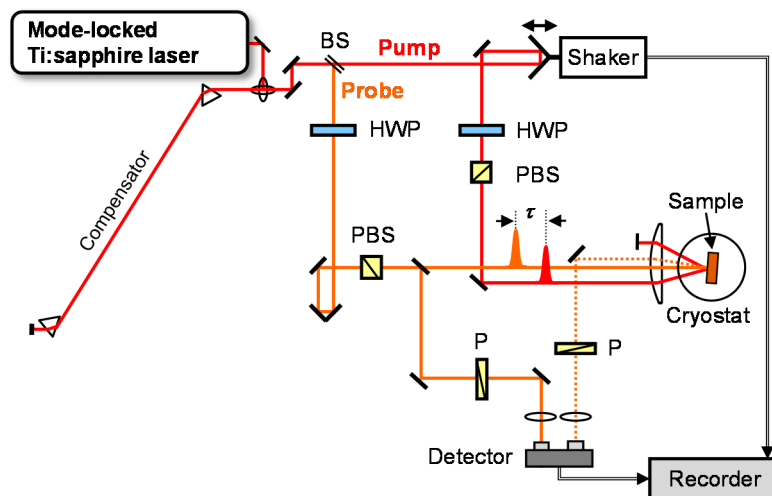 Mode-locked
Ti:sapphire laser
BS
Pump
Shaker
Probe
HWP
HWP
Compensator
PBS
τ
Sample
PBS
Cryostat
P
P
Detector
Recorder